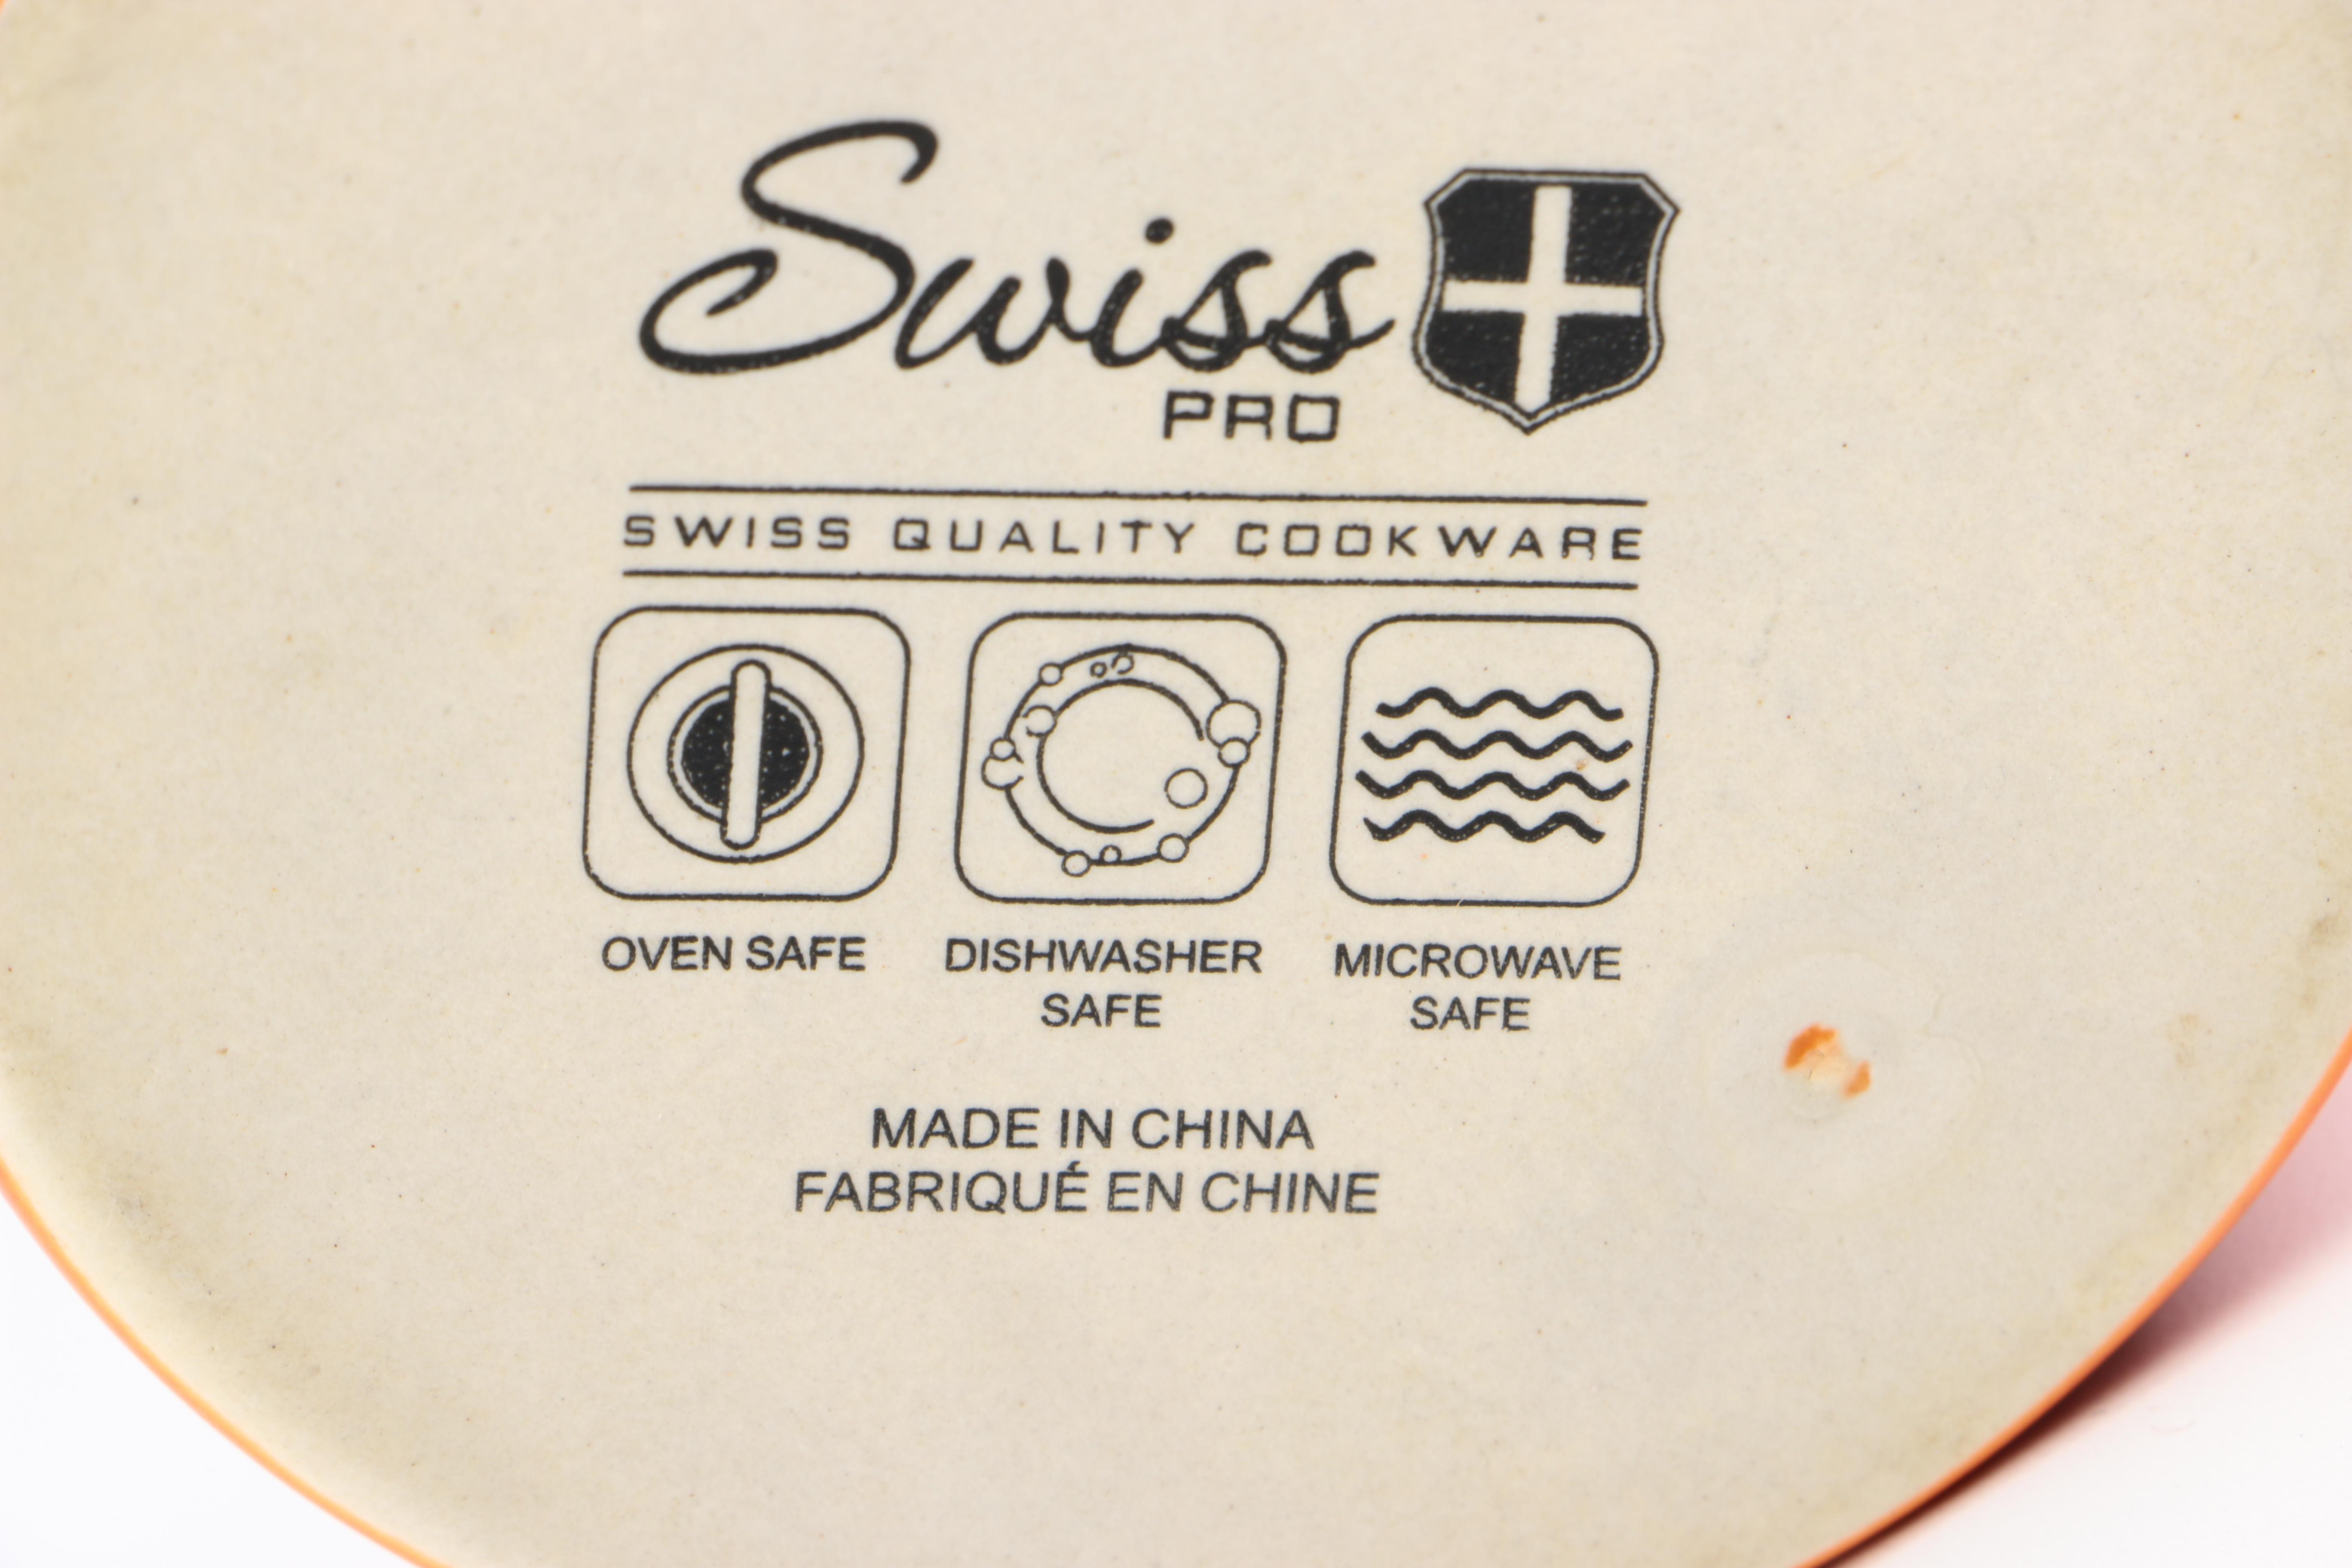 Swiss
PRO
SWISS QUALITY COOKWARE
OVEN SAFE
DISHWASHER
SAFE
MICROWAVE
SAFE
MADE IN CHINA
FABRIQUÉ EN CHINE